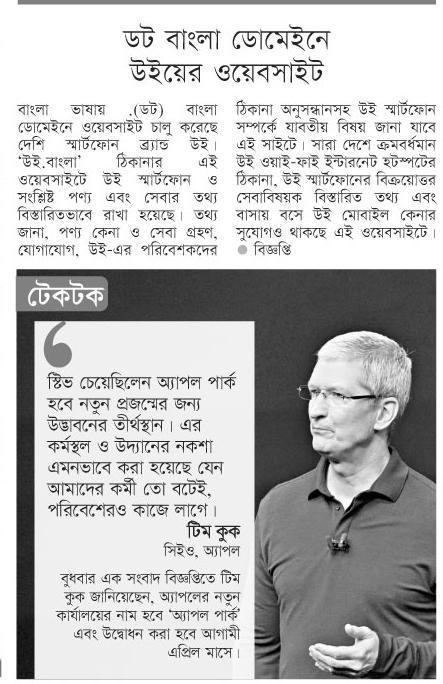 ডট বাংলা ডোমেইনে
উইয়ের ওয়েবসাইট
বাংলা ভাষায় .(ডট) বাংলা
ডোমেইনে ওয়েবসাইট চালু করেছে
দেশি স্মার্টফোন ব্র্যান্ড উই।
‘উই.বাংলা’ ঠিকানার এই
ওয়েবসাইটে উই স্মার্টফোন ও
সংশ্লিষ্ট পণ্য এবং সেবার তথ্য
বিস্তারিতভাবে রাখা হয়েছে। তথ্য
জানা, পণ্য কেনা ও সেবা গ্রহণ,
যোগাযোগ, উই-এর পরিবেশকদের
ঠিকানা অনুসন্ধানসহ উই স্মার্টফোন
সম্পর্কে যাবতীয় বিষয় জানা যাবে
এই সাইটে। সারা দেশে ক্রমবর্ধমান
উই ওয়াই-ফাই ইন্টারনেট হটস্পটের
ঠিকানা, উই স্মার্টফোনের বিক্রয়োত্তর
সেবাবিষয়ক বিস্তারিত তথ্য এবং
বাসায় বসে উই মোবাইল কেনার
সুযোগও থাকছে এই ওয়েবসাইটে।
● বিজ্ঞপ্তি
টেকটক
স্টিভ চেয়েছিলেন অ্যাপল পার্ক
হবে নতুন প্রজন্মের জন্য
উদ্ভাবনের তীর্থস্থান। এর
কর্মস্থল ও উদ্যানের নকশা
এমনভাবে করা হয়েছে যেন
আমাদের কর্মী তো বটেই,
পরিবেশেরও কাজে লাগে।
টিম কুক
সিইও, অ্যাপল
বুধবার এক সংবাদ বিজ্ঞপ্তিতে টিম
কুক জানিয়েছেন, অ্যাপলের নতুন
কার্যালয়ের নাম হবে ‘অ্যাপল পার্ক’
এবং উদ্বোধন করা হবে আগামী
এপ্রিল মাসে।